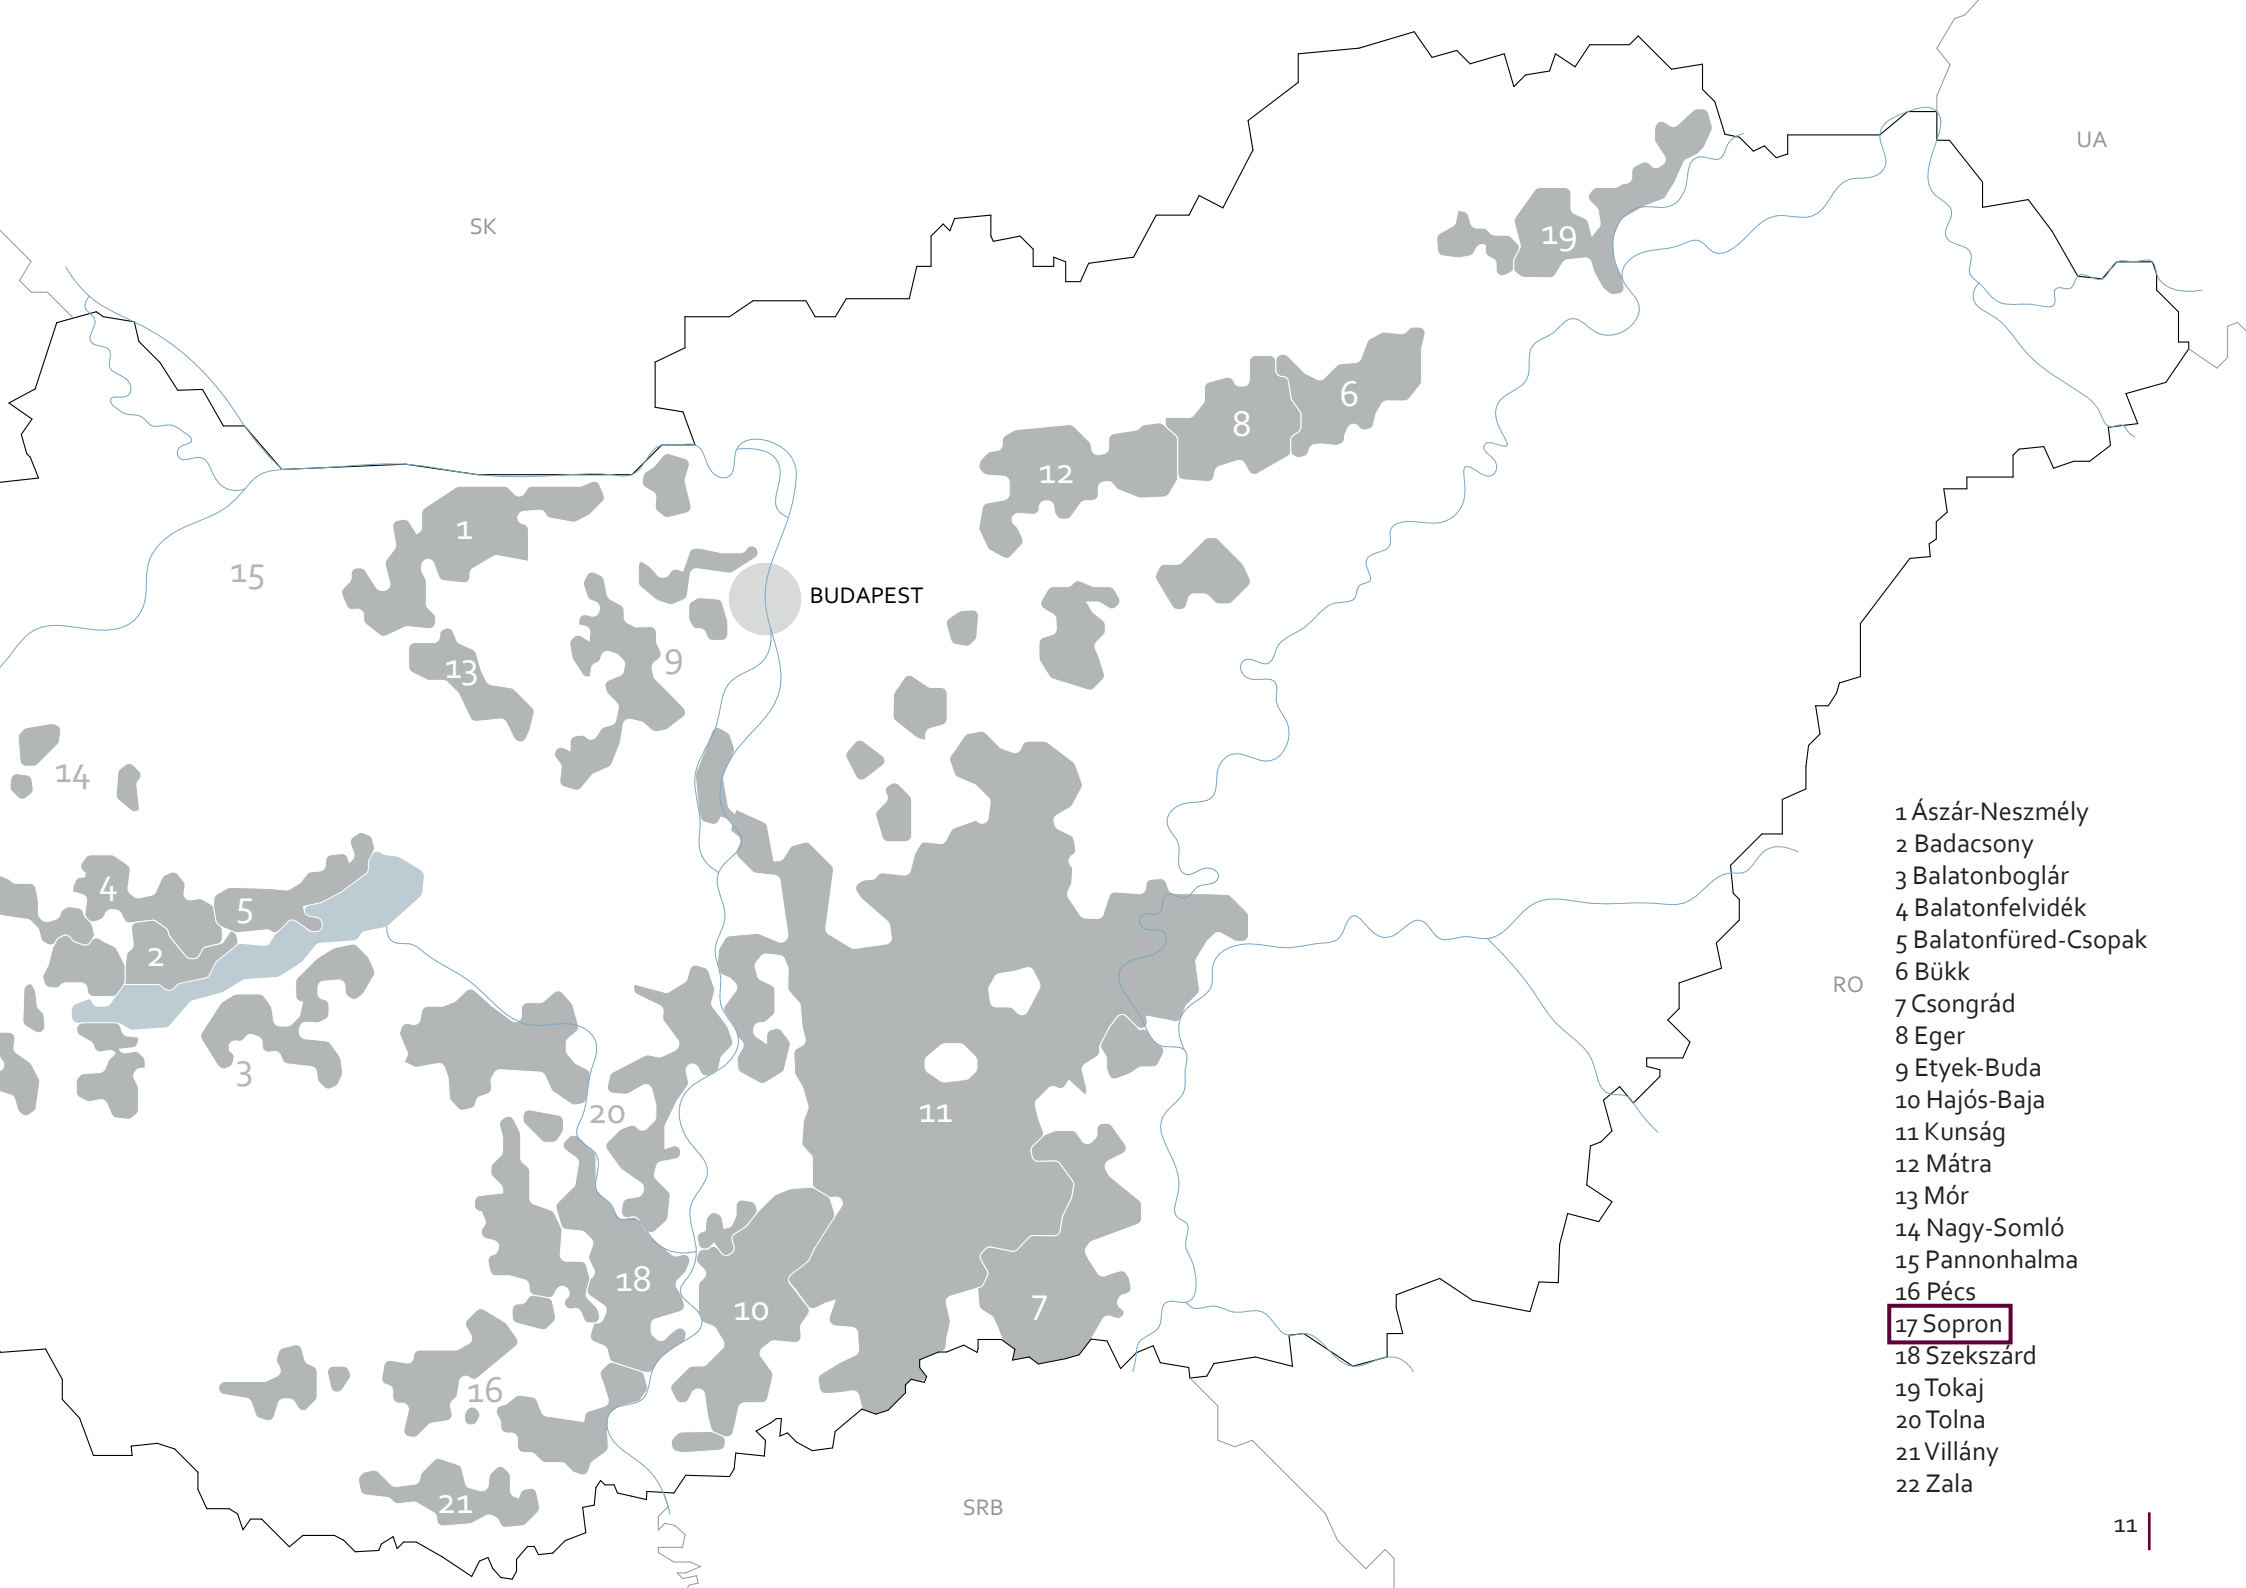 UA
SK
19
6
8
12
1
15
BUDAPEST
9
13
14
4
5
2
RO
3
11
20
18
10
7
16
21
SRB
1 Ászár-Neszmély
2 Badacsony
3 Balatonboglár
4 Balatonfelvidék
5 Balatonfüred-Csopak
6 Bükk
7 Csongrád
8 Eger
9 Etyek-Buda
10 Hajós-Baja
11 Kunság
12 Mátra
13 Mór
14 Nagy-Somló
15 Pannonhalma
16 Pécs
17 Sopron
18 Szekszárd
19 Tokaj
20 Tolna
21 Villány
22 Zala
11